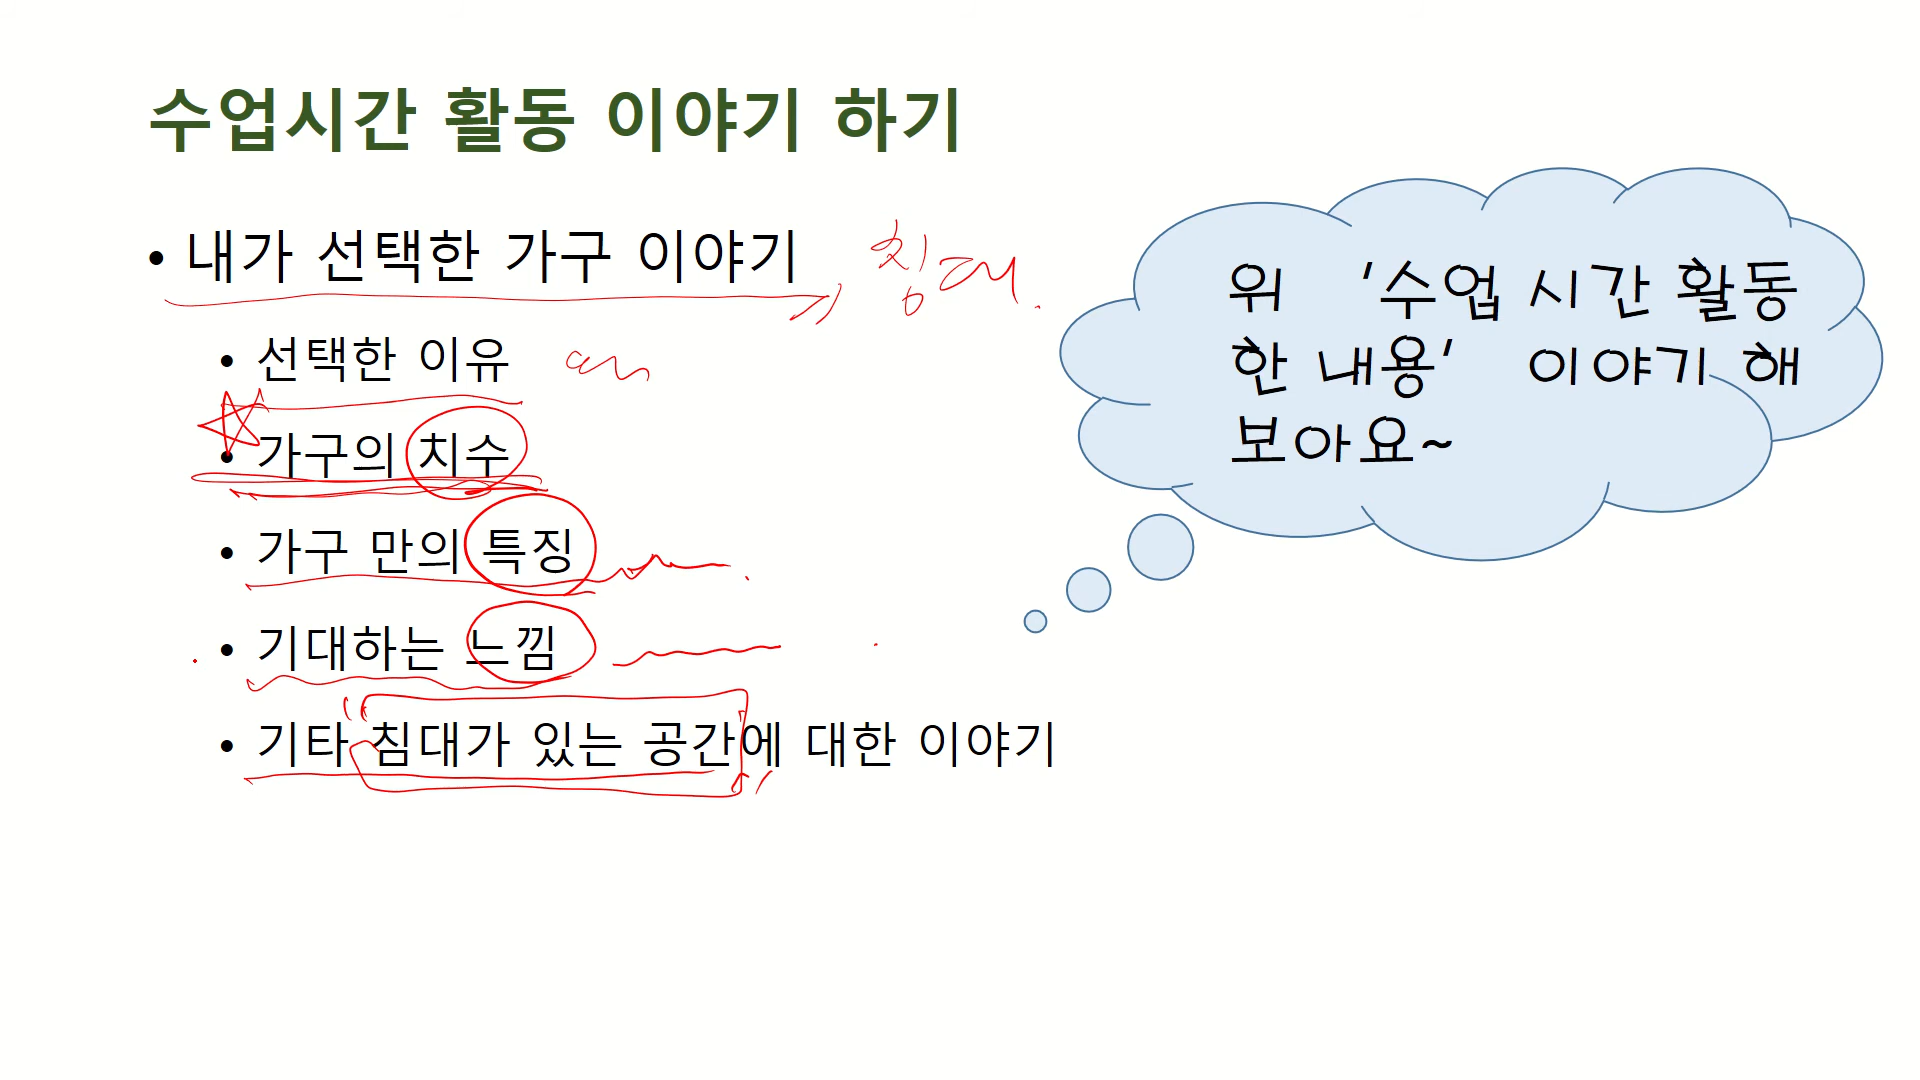 수업시간 활동 이야기 하기
• 내가 선택한 가구 이야기
• 선택한 이유
• 가구의 치수
• 가구 만의 특징
• 기대하는 느낌
• 기타 침대가 있는 공간에 대한 이야기
위 '수업 시간 활동
한 내용' 이야기 해
보아요~